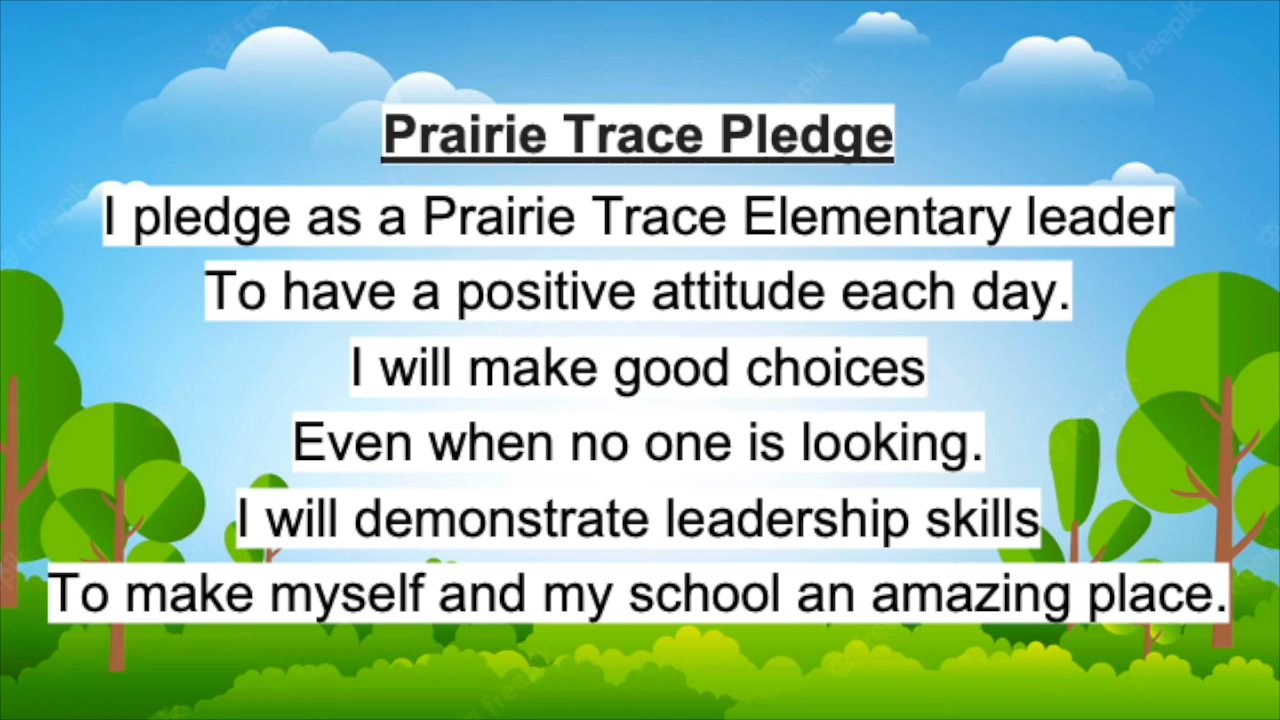 Prairie Trace Pledge
I pledge as a Prairie Trace Elementary leader
To have a positive attitude each day.
I will make good choices
Even when no one is looking.
I will demonstrate leadership skills
To make myself and my school an amazing place.